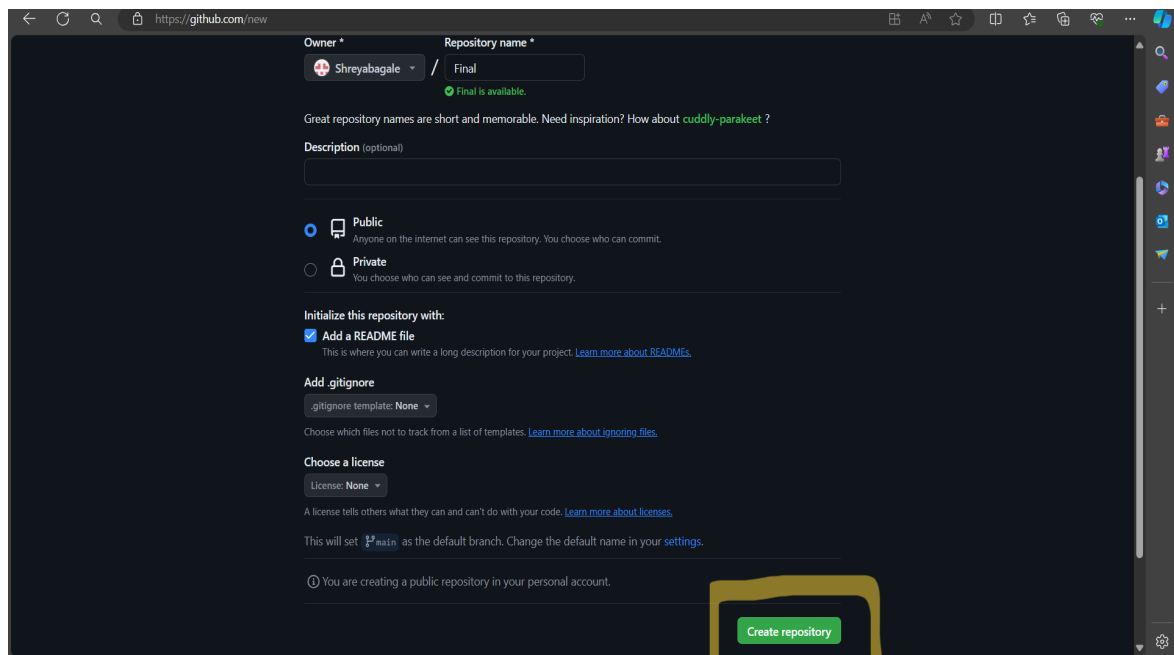 https://github.com/new
Owner * Repository name *
Shreyabagale / Final
Final is available.
Great repository names are short and memorable. Need inspiration? How about cuddly-parakeet ?
Description (optional)
Public
Anyone on the internet can see this repository. You choose who can commit.
Private
You choose who can see and commit to this repository.
Initialize this repository with:
Add a README file
This is where you can write a long description for your project. Learn more about READMEs.
Add .gitignore
.gitignore template: None
Choose which files not to track from a list of templates. Learn more about ignoring files.
Choose a license
License: None
A license tells others what they can and can't do with your code. Learn more about licenses.
This will set main as the default branch. Change the default name in your settings.
You are creating a public repository in your personal account.
Create repository